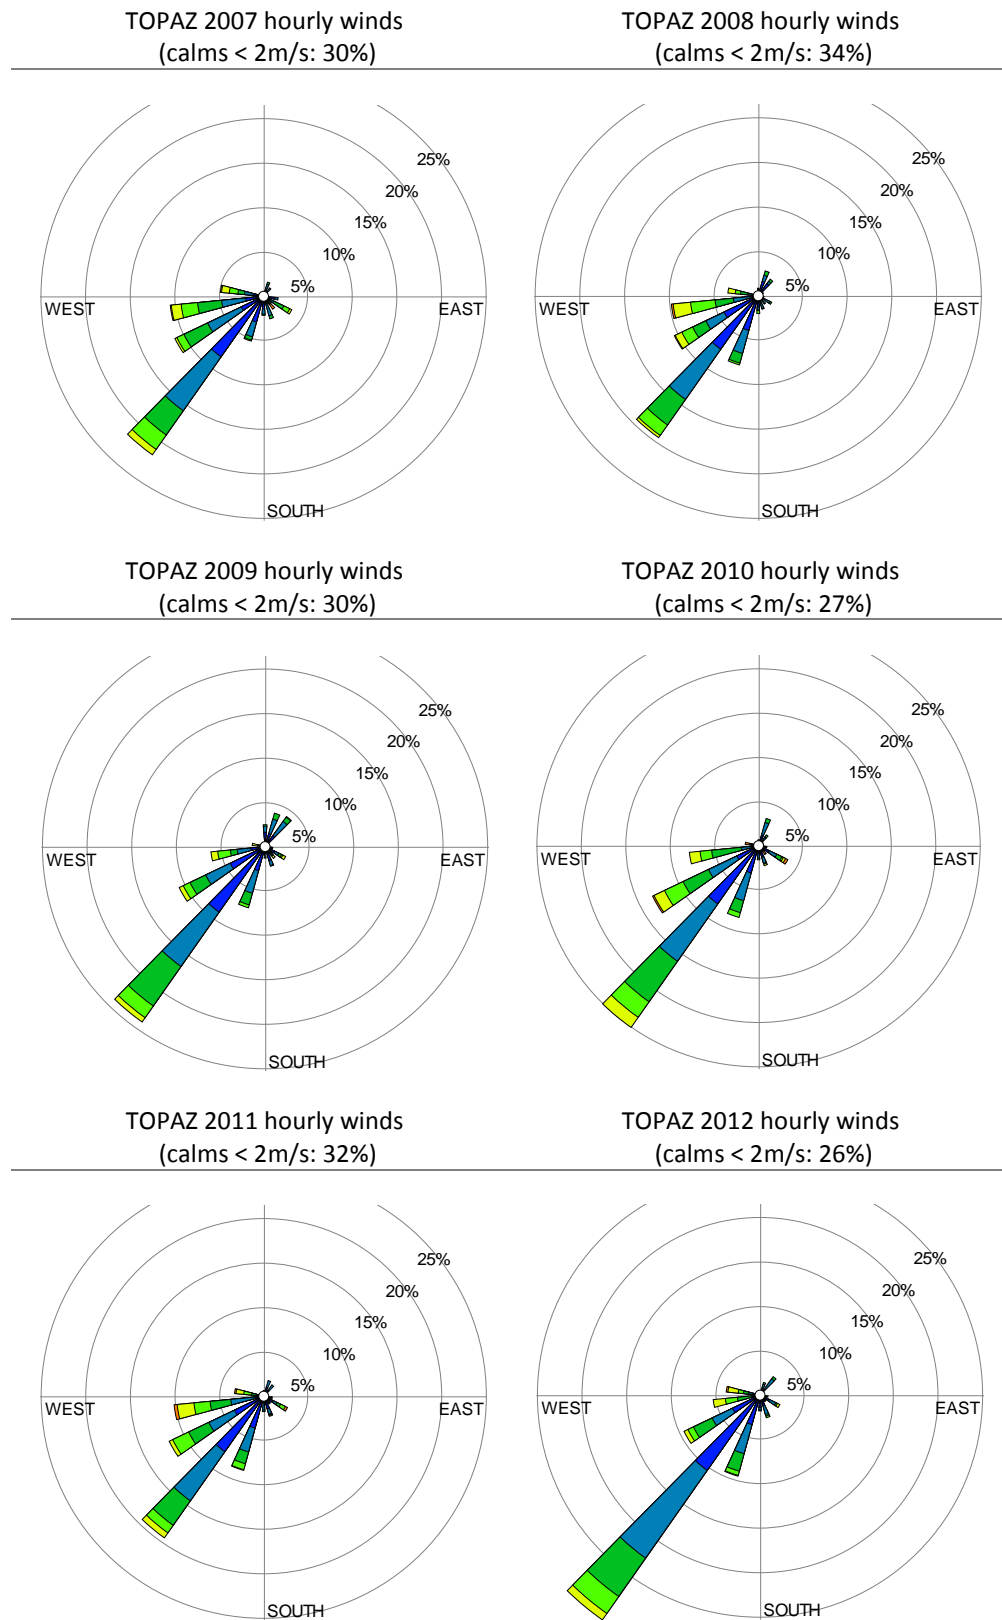 TOPAZ 2007 hourly winds
(calms < 2m/s: 30%)
TOPAZ 2008 hourly winds
(calms < 2m/s: 34%)
25%
20%
15%
10%
5%
WEST
EAST
SOUTH
25%
20%
15%
10%
5%
WEST
EAST
SOUTH
TOPAZ 2009 hourly winds
(calms < 2m/s: 30%)
TOPAZ 2010 hourly winds
(calms < 2m/s: 27%)
25%
20%
15%
10%
5%
WEST
EAST
SOUTH
25%
20%
15%
10%
5%
WEST
EAST
SOUTH
TOPAZ 2011 hourly winds
(calms < 2m/s: 32%)
TOPAZ 2012 hourly winds
(calms < 2m/s: 26%)
25%
20%
15%
10%
5%
WEST
EAST
SOUTH
25%
20%
15%
10%
5%
WEST
EAST
SOUTH